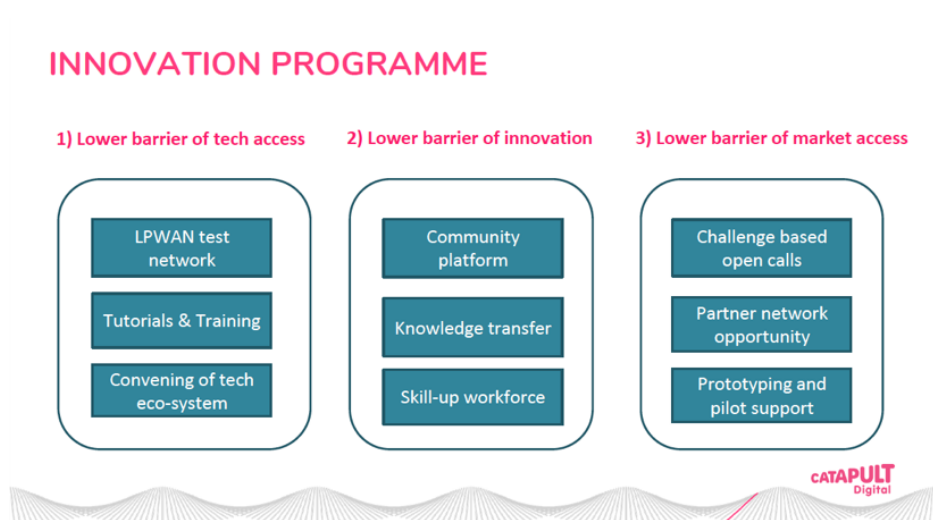 INNOVATION PROGRAMME
1) Lower barrier of tech access
LPWAN test
network
Tutorials & Training
Convening of tech
eco-system
2) Lower barrier of innovation
Community
platform
Knowledge transfer
Skill-up workforce
3) Lower barrier of market access
Challenge based
open calls
Partner network
opportunity
Prototyping and
pilot support
CATAPULT
Digital